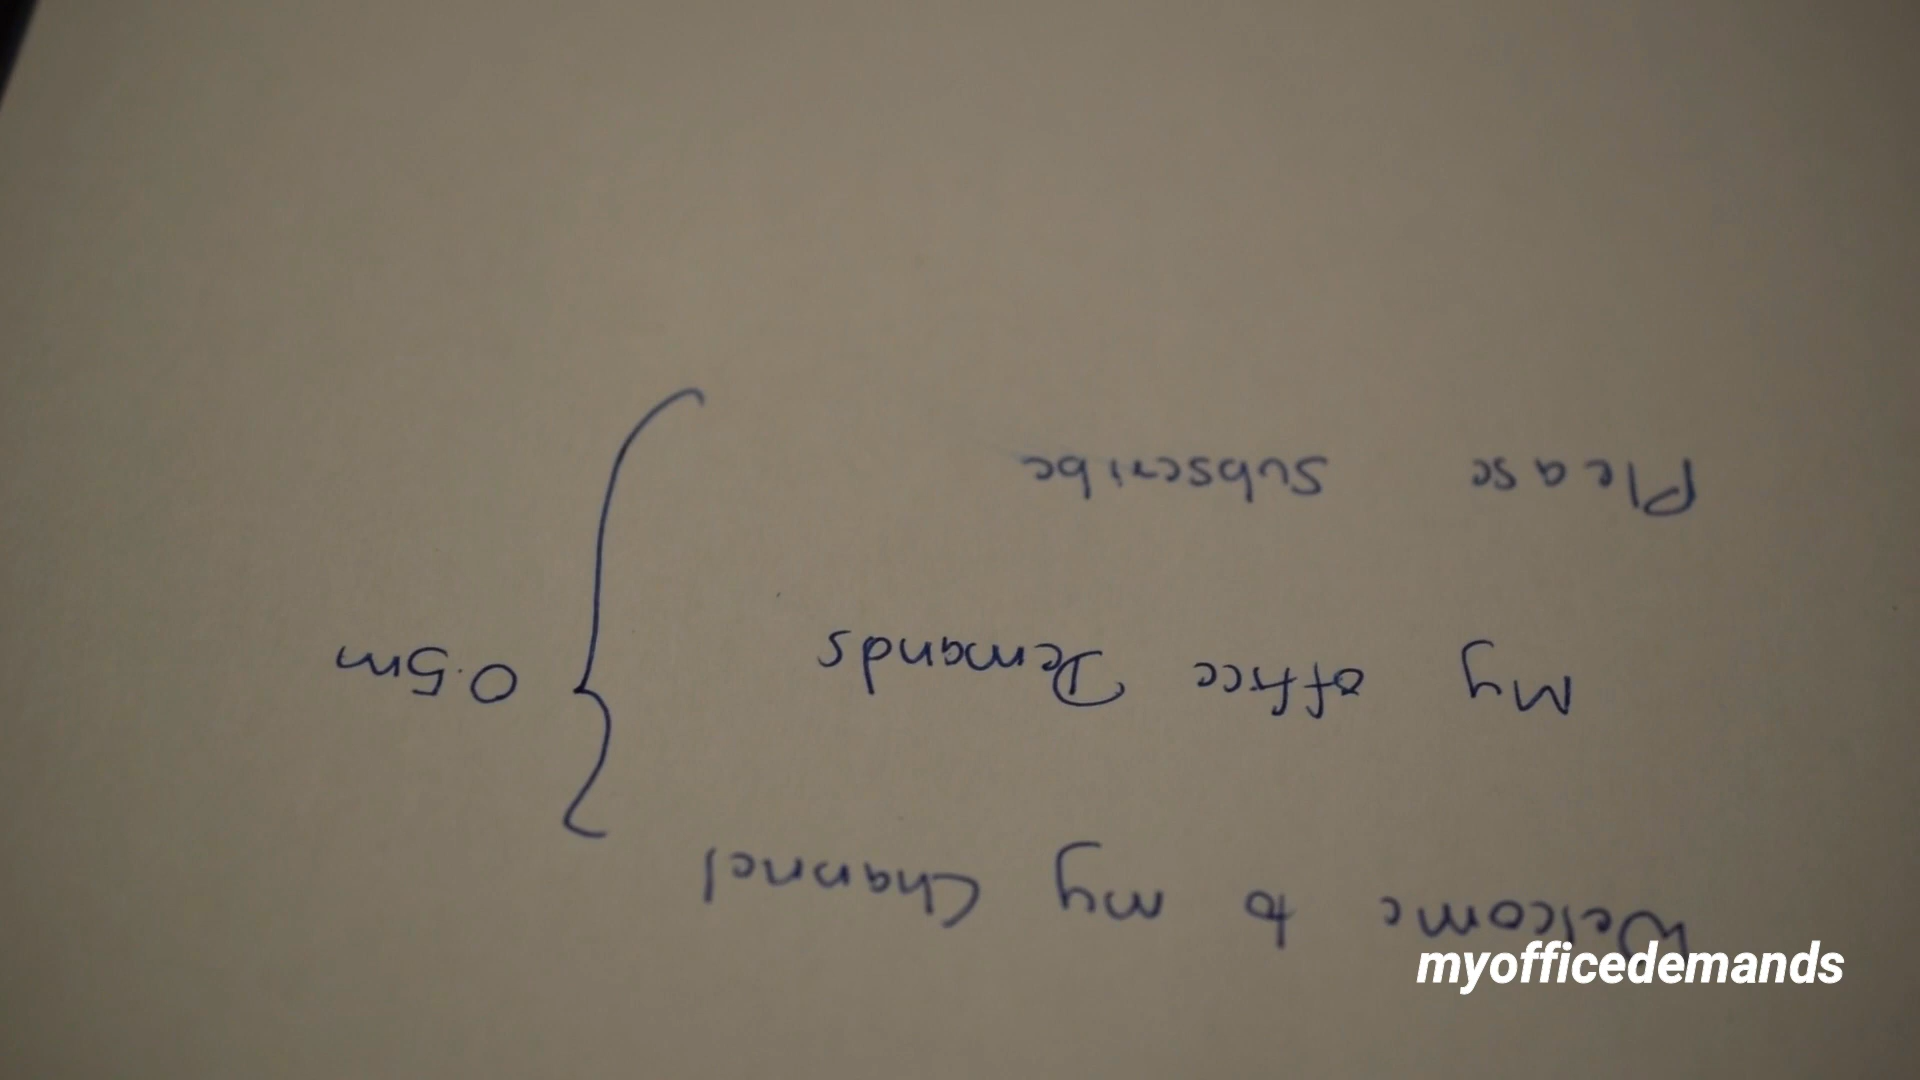 Welcome to my Channel
My office Demands
Please Subscribe
0.5m
myofficedemands